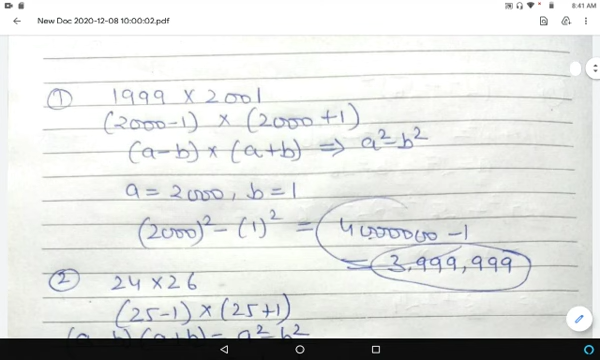 8:41 AM
New Doc 2020-12-08 10:00:02.pdf
① 1999 × 2001
(2000-1) × (2000+1)
(a-b) × (a+b) ⇒ a²-b²
a = 2000, b = 1
(2000)² - (1)² = 4000000 - 1
= 3,999,999
② 24 × 26
(25-1) × (25+1)
(a-b) (a+b) = a²-b²